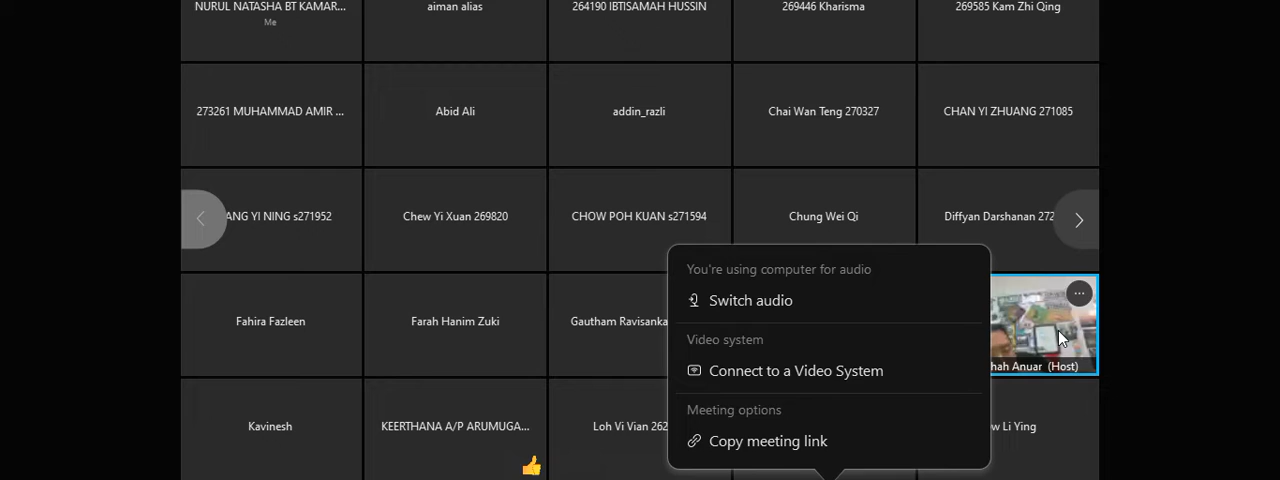 NURUL NATASHA BT KAMAR...
Me
aiman alias
264190 IBTISAMAH HUSSIN
269446 Kharisma
269585 Kam Zhi Qing
273261 MUHAMMAD AMIR ...
Abid Ali
addin_razli
Chai Wan Teng 270327
CHAN YI ZHUANG 271085
ANG YI NING s271952
Chew Yi Xuan 269820
CHOW POH KUAN s271594
Chung Wei Qi
Diffyan Darshanan 272
Fahira Fazleen
Farah Hanim Zuki
Gautham Ravisanka
hah Anuar (Host)
Kavinesh
KEERTHANA A/P ARUMUGA...
Loh Vi Vian 262
w Li Ying
You're using computer for audio
Switch audio
Video system
Connect to a Video System
Meeting options
Copy meeting link